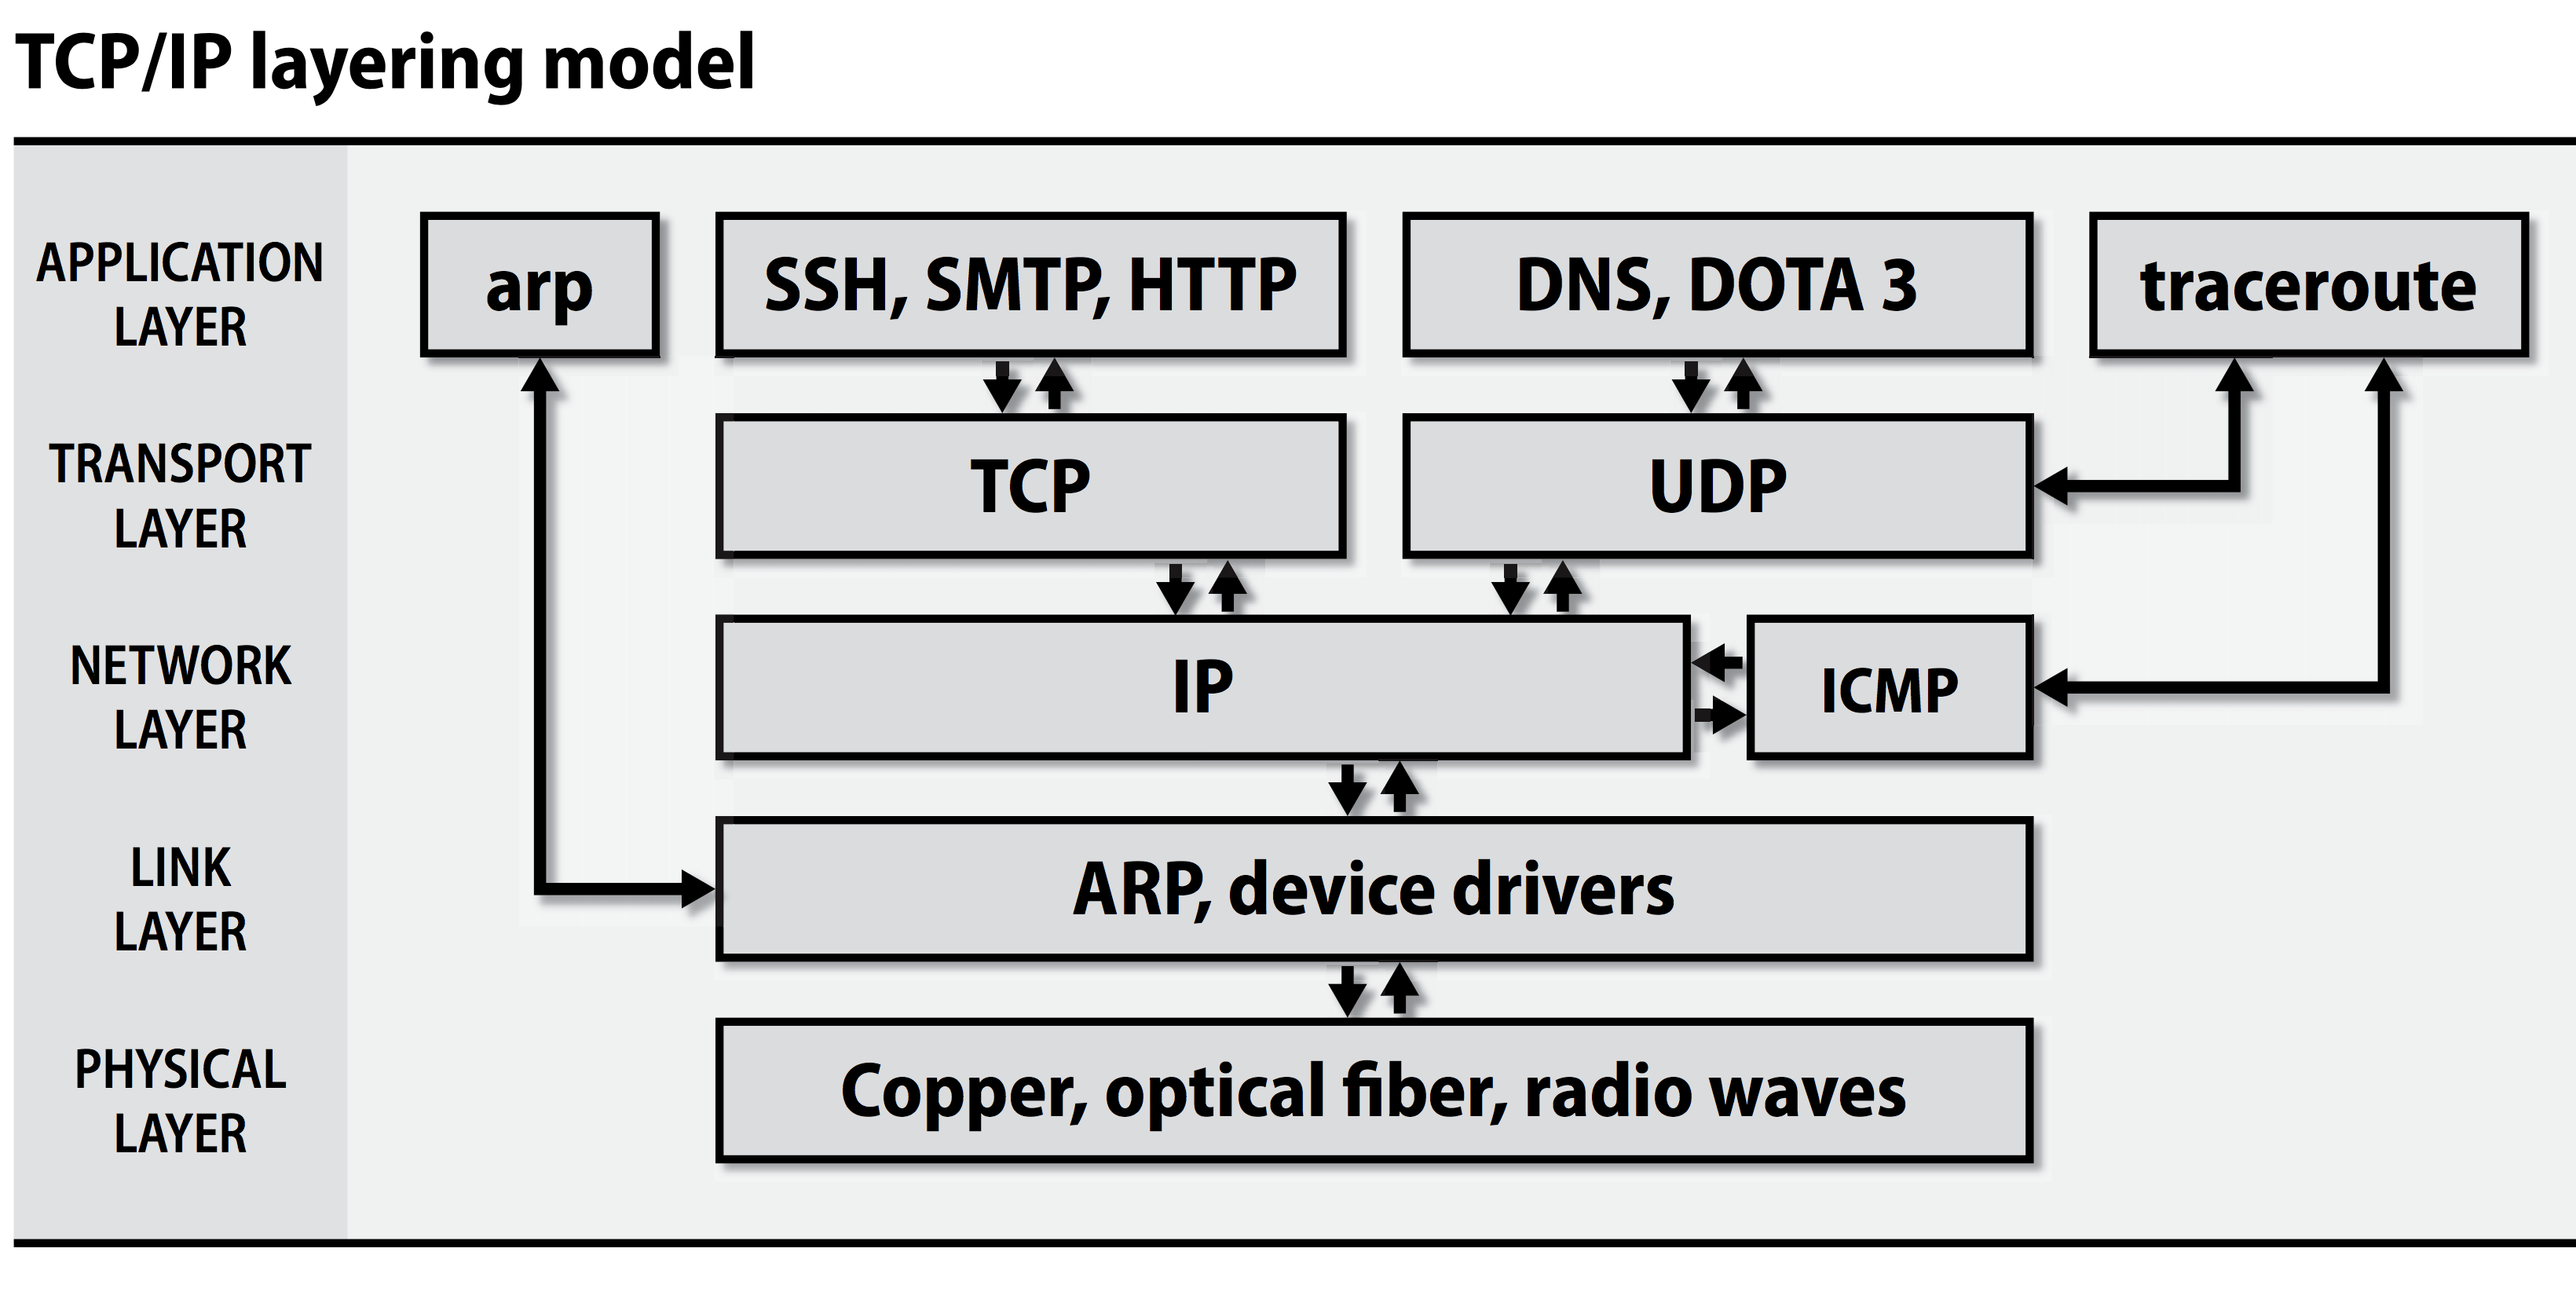 TCP/IP layering model
APPLICATION
LAYER
arp
SSH, SMTP, HTTP
DNS, DOTA 3
traceroute
TRANSPORT
LAYER
TCP
UDP
NETWORK
LAYER
IP
ICMP
LINK
LAYER
ARP, device drivers
PHYSICAL
LAYER
Copper, optical fiber, radio waves